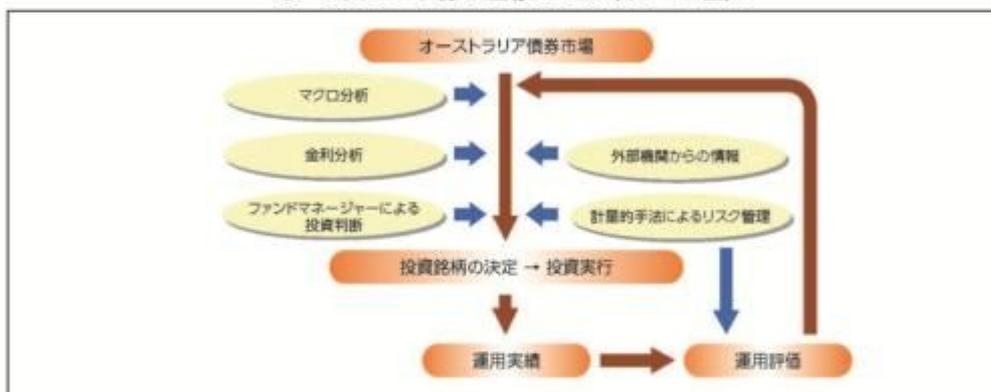 オーストラリア債券市場
マクロ分析
金利分析
外部機関からの情報
ファンドマネージャーによる
投資判断
計量的手法によるリスク管理
投資銘柄の決定 → 投資実行
運用実績
運用評価